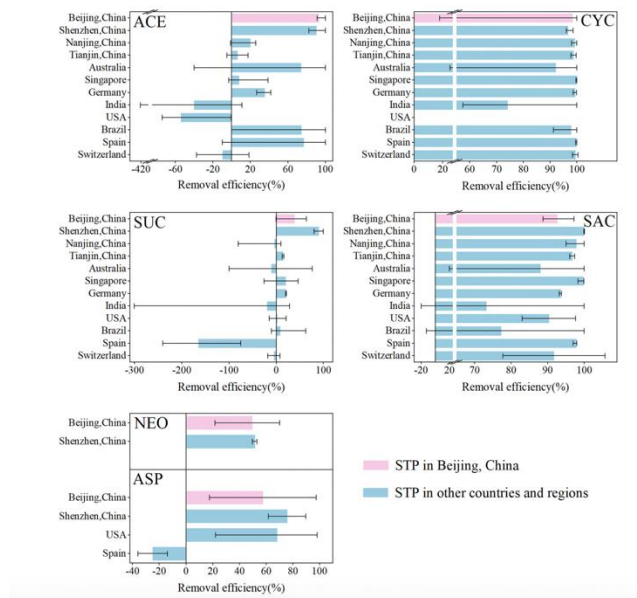 ACE
Beijing,China
Shenzhen,China
Nanjing,China
Tianjin,China
Australia
Singapore
Germany
India
USA
Brazil
Spain
Switzerland
-120 -60 -20 20 60 100
Removal efficiency(%)
CYC
Beijing,China
Shenzhen,China
Nanjing,China
Tianjin,China
Australia
Singapore
Germany
India
USA
Brazil
Spain
Switzerland
0 20 60 70 80 90 100
Removal efficiency(%)
SUC
Beijing,China
Shenzhen,China
Nanjing,China
Tianjin,China
Australia
Singapore
Germany
India
USA
Brazil
Spain
Switzerland
-300 -200 -100 0 100
Removal efficiency(%)
SAC
Beijing,China
Shenzhen,China
Nanjing,China
Tianjin,China
Australia
Singapore
Germany
India
USA
Brazil
Spain
Switzerland
-20 20 70 80 90 100
Removal efficiency(%)
NEO
Beijing,China
Shenzhen,China
ASP
Beijing,China
Shenzhen,China
USA
Spain
-40 -20 0 20 40 60 80 100
Removal efficiency(%)
STP in Beijing, China
STP in other countries and regions